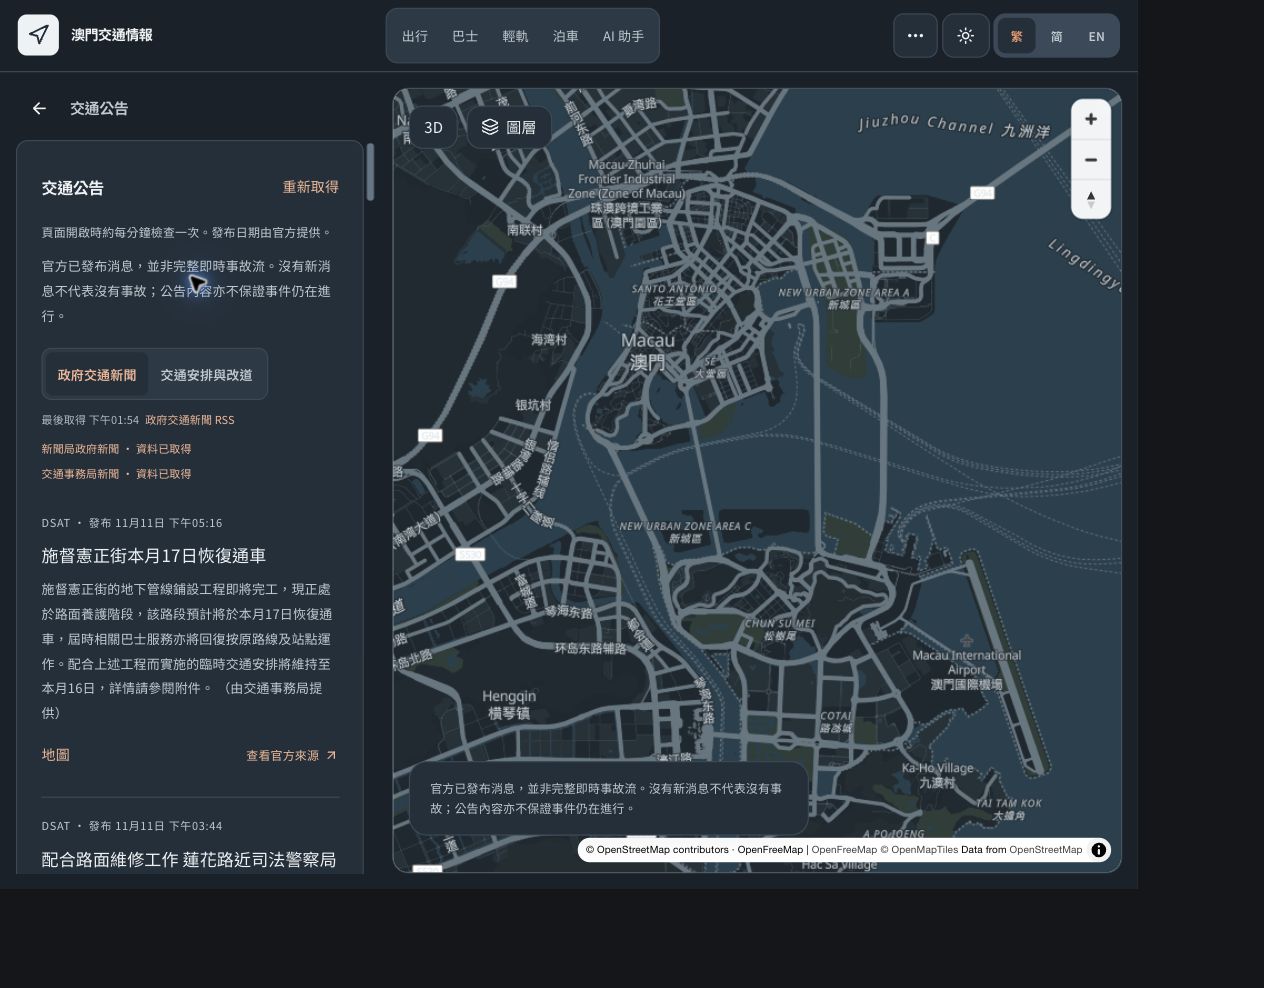 澳門交通情報
出行 巴士 輕軌 泊車 AI 助手
繁 简 EN
交通公告
交通公告 重新取得
頁面開啟時約每分鐘檢查一次。發布日期由官方提供。
官方已發布消息，並非完整即時事故流。沒有新消
息不代表沒有事故；公告內容亦不保證事件仍在進
行。
政府交通新聞 交通安排與改道
最後取得 下午01:54 政府交通新聞 RSS
新聞局政府新聞 · 資料已取得
交通事務局新聞 · 資料已取得
DSAT · 發布 11月11日 下午05:16
施督憲正街本月17日恢復通車
施督憲正街的地下管線鋪設工程即將完工，現正處
於路面養護階段，該路段預計將於本月17日恢復通
車，屆時相關巴士服務亦將回復按原路線及站點運
作。配合上述工程而實施的臨時交通安排將維持至
本月16日，詳情請參閱附件。 （由交通事務局提
供）
地圖 查看官方來源
DSAT · 發布 11月11日 下午03:44
配合路面維修工作 蓮花路近司法警察局
3D 圖層
夏湾路
Jiuzhou Channel 九洲洋
Macau-Zhuhai
Frontier Industrial
Zone (Zone of Macau)
珠澳跨境工業
區 (澳門園區)
南联村
G94
Lingdingy
SANTO ANTÓNIO
花王堂區
NEW URBAN ZONE AREA A
新城區
海湾村
Macau
澳門
SÉ
大堂區
银坑村
G94
路
(南湾大道)
NEW URBAN ZONE AREA C
新城區
琴海东路
环岛东路辅路
环岛北路
CHUN SU MEI
松樹尾
Macau International
Airport
澳門國際機場
Hengqin
横琴镇
COTAI
路氹城
Ka-Ho Village
九澳村
TAI TAM KOK
大擔角
A PO IOENG
Hac Sa Village
官方已發布消息，並非完整即時事故流。沒有新消息不代表沒有事
故；公告內容亦不保證事件仍在進行。
© OpenStreetMap contributors · OpenFreeMap | OpenFreeMap © OpenMapTiles Data from OpenStreetMap